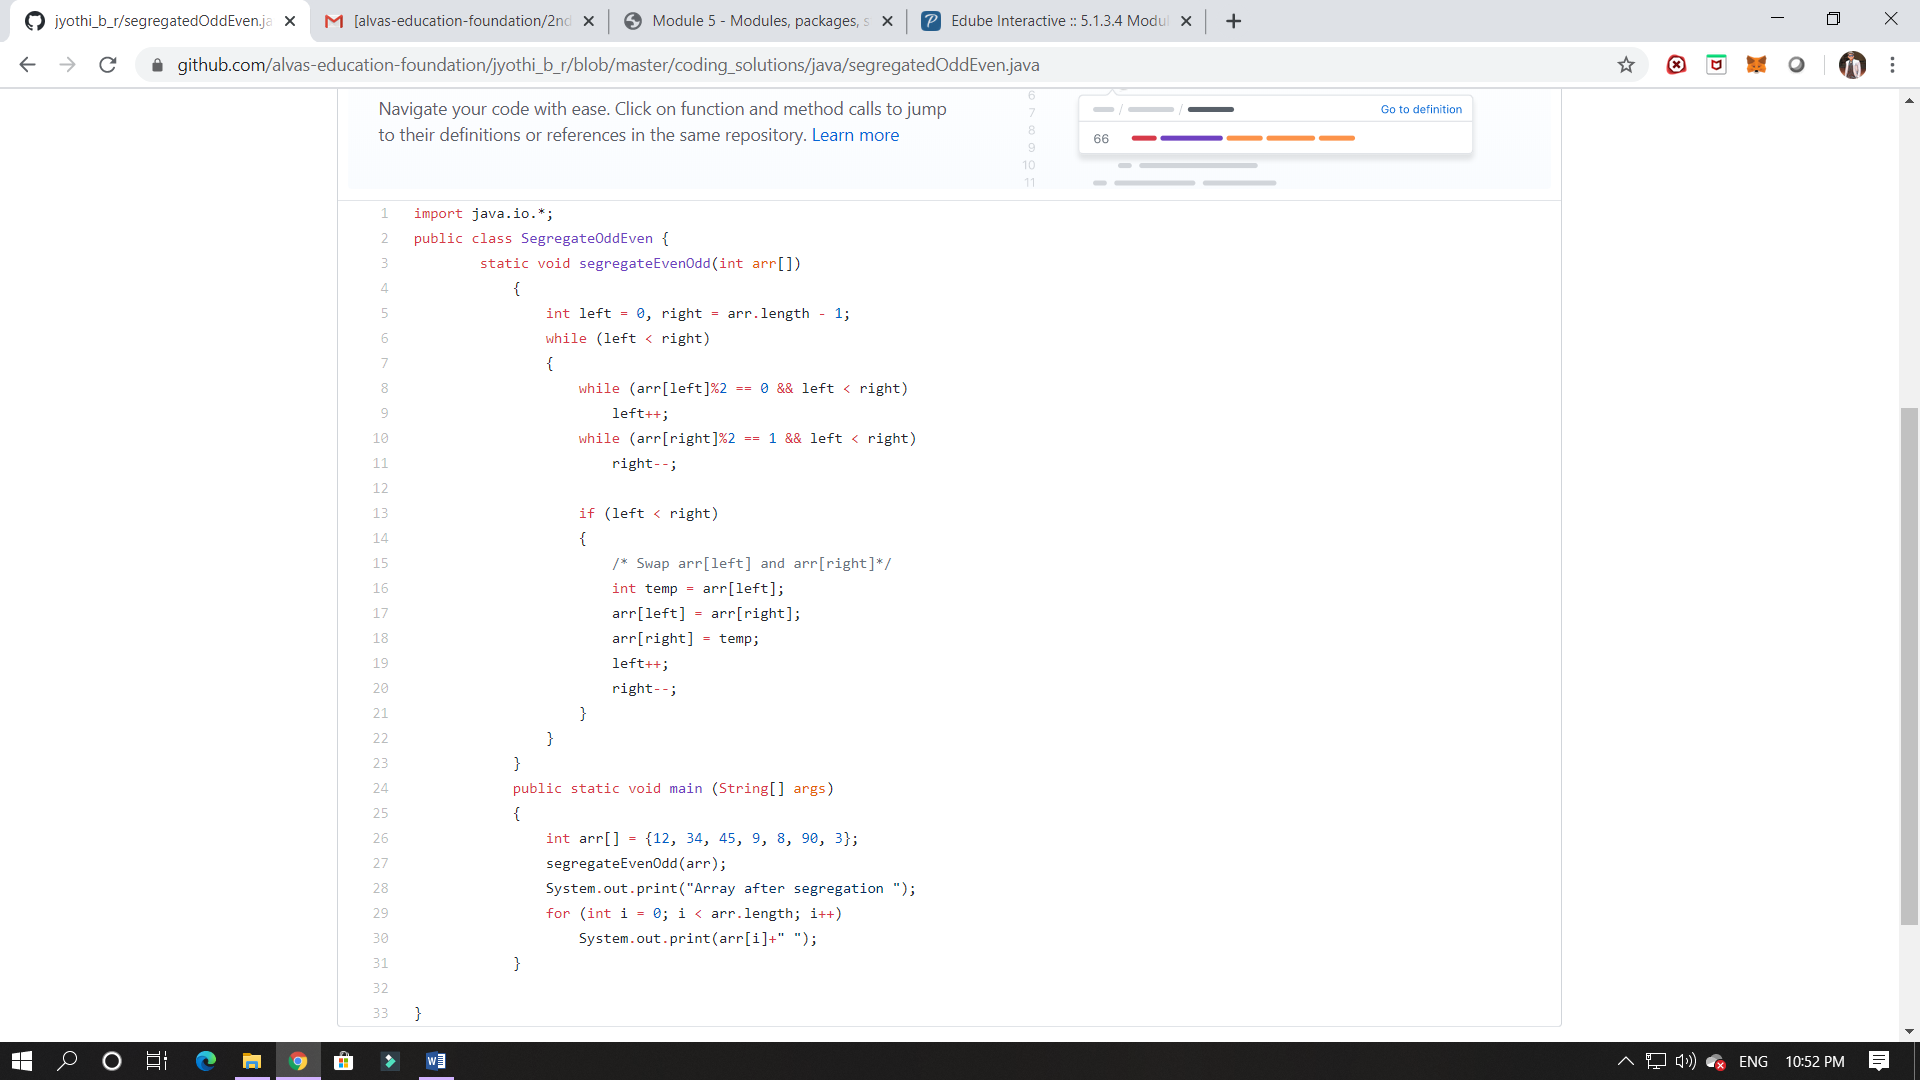 jyothi_b_r/segregatedOddEven.ja
[alvas-education-foundation/2nd
Module 5 - Modules, packages, s
Edube Interactive :: 5.1.3.4 Modul
github.com/alvas-education-foundation/jyothi_b_r/blob/master/coding_solutions/java/segregatedOddEven.java
Navigate your code with ease. Click on function and method calls to jump
to their definitions or references in the same repository. Learn more
6
7
8
9
10
11
Go to definition
66
1 import java.io.*;
2 public class SegregateOddEven {
3 static void segregateEvenOdd(int arr[])
4 {
5 int left = 0, right = arr.length - 1;
6 while (left < right)
7 {
8 while (arr[left]%2 == 0 && left < right)
9 left++;
10 while (arr[right]%2 == 1 && left < right)
11 right--;
12
13 if (left < right)
14 {
15 /* Swap arr[left] and arr[right]*/
16 int temp = arr[left];
17 arr[left] = arr[right];
18 arr[right] = temp;
19 left++;
20 right--;
21 }
22 }
23 }
24 public static void main (String[] args)
25 {
26 int arr[] = {12, 34, 45, 9, 8, 90, 3};
27 segregateEvenOdd(arr);
28 System.out.print("Array after segregation ");
29 for (int i = 0; i < arr.length; i++)
30 System.out.print(arr[i]+" ");
31 }
32
33 }
ENG 10:52 PM